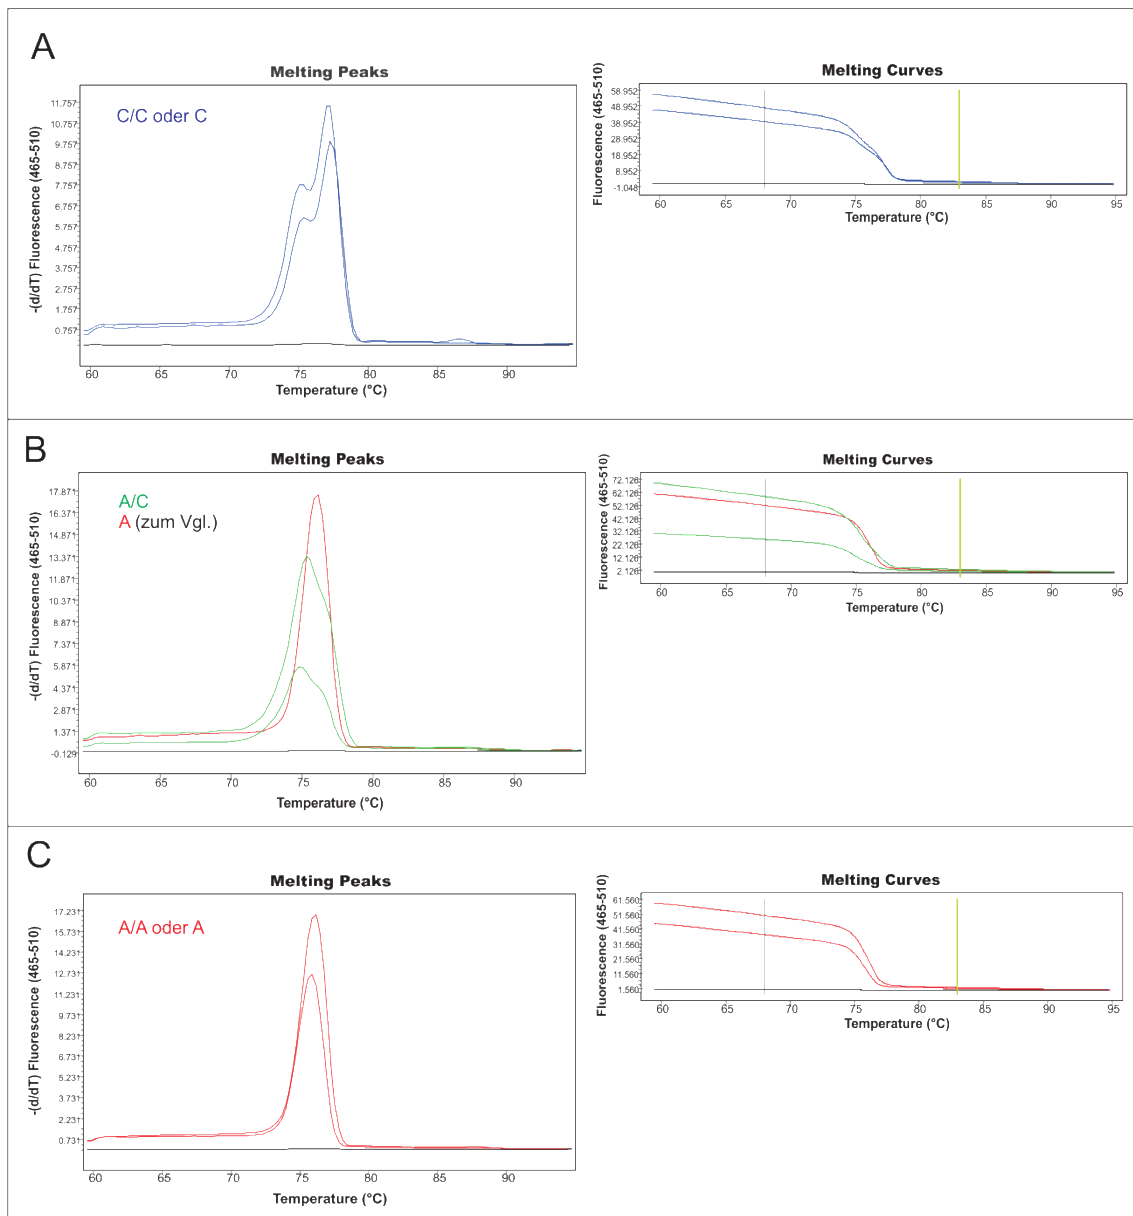 A
Melting Peaks
C/C oder C
-(d/dT) Fluorescence (465-510)
11.757
10.757
9.757
8.757
7.757
6.757
5.757
4.757
3.757
2.757
1.757
0.757
60 65 70 75 80 85 90
Temperature (°C)
Melting Curves
Fluorescence (465-510)
58.952
48.952
38.952
28.952
18.952
8.952
-1.048
60 65 70 75 80 85 90 95
Temperature (°C)
B
Melting Peaks
A/C
A (zum Vgl.)
-(d/dT) Fluorescence (465-510)
17.871
16.371
14.871
13.371
11.871
10.371
8.871
7.371
5.871
4.371
2.871
1.371
-0.129
60 65 70 75 80 85 90
Temperature (°C)
Melting Curves
Fluorescence (465-510)
72.126
62.126
52.126
42.126
32.126
22.126
12.126
2.126
60 65 70 75 80 85 90 95
Temperature (°C)
C
Melting Peaks
A/A oder A
-(d/dT) Fluorescence (465-510)
17.231
15.731
14.231
12.731
11.231
9.731
8.231
6.731
5.231
3.731
2.231
0.731
60 65 70 75 80 85 90
Temperature (°C)
Melting Curves
Fluorescence (465-510)
61.560
51.560
41.560
31.560
21.560
11.560
1.560
60 65 70 75 80 85 90 95
Temperature (°C)